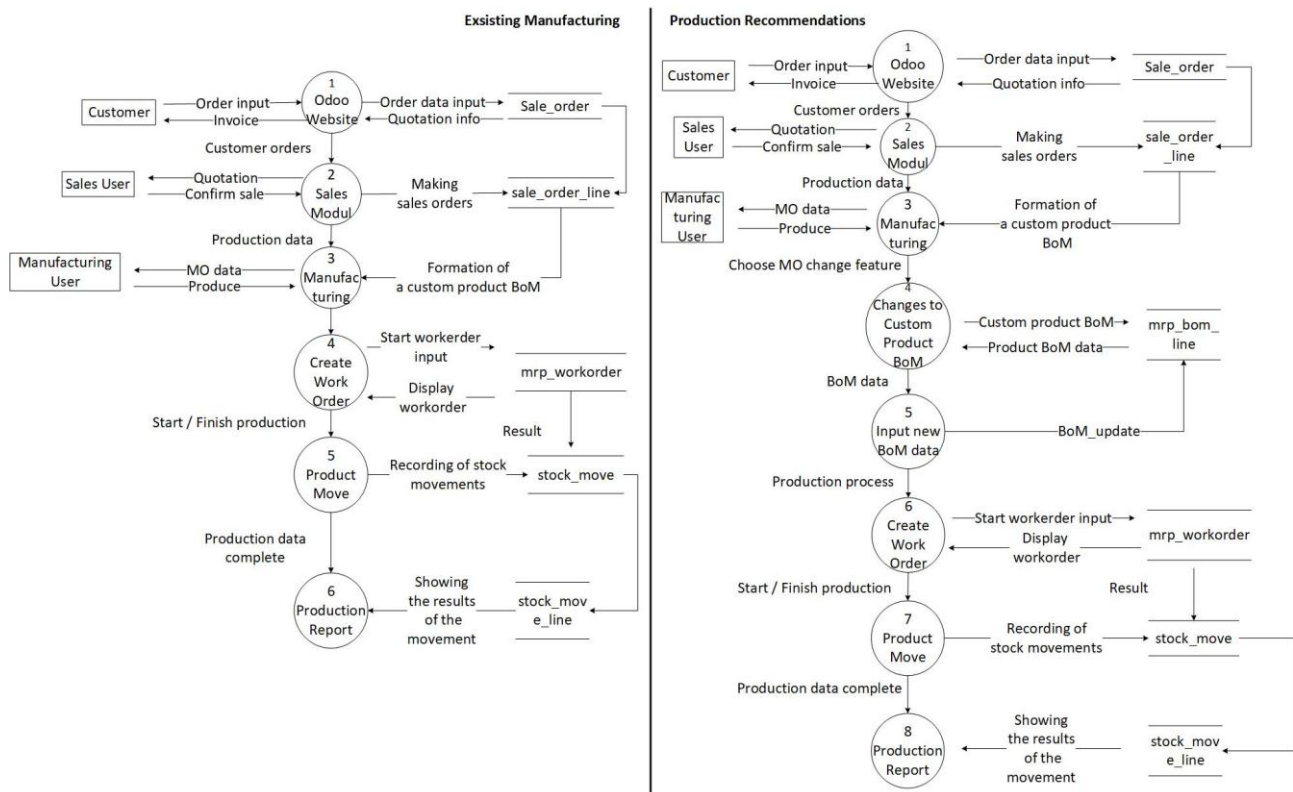 Exsisting Manufacturing
1
Odoo
Website
Customer
Order input
Invoice
Order data input
Quotation info
Sale_order
Customer orders
Sales User
Quotation
Confirm sale
2
Sales
Modul
Making
sales orders
sale_order_line
Production data
Manufacturing
User
MO data
Produce
3
Manufac
turing
Formation of
a custom product BoM
4
Create
Work
Order
Start workerder
input
Display
workorder
mrp_workorder
Start / Finish production
Result
5
Product
Move
Recording of stock
movements
stock_move
Production data
complete
6
Production
Report
Showing
the results
of the
movement
stock_mov
e_line
Production Recommendations
1
Odoo
Website
Customer
Order input
Invoice
Order data input
Quotation info
Sale_order
Customer orders
Sales
User
Quotation
Confirm sale
2
Sales
Modul
Making
sales orders
sale_order
_line
Production data
Manufac
turing
User
MO data
Produce
3
Manufac
turing
Formation of
a custom product
BoM
Choose MO change feature
4
Changes to
Custom
Product
BoM
Custom product BoM
Product BoM data
mrp_bom_
line
BoM data
5
Input new
BoM data
BoM_update
Production process
6
Create
Work
Order
Start workerder input
Display
workorder
mrp_workorder
Start / Finish production
Result
7
Product
Move
Recording of
stock movements
stock_move
Production data complete
8
Production
Report
Showing
the results
of the
movement
stock_mov
e_line